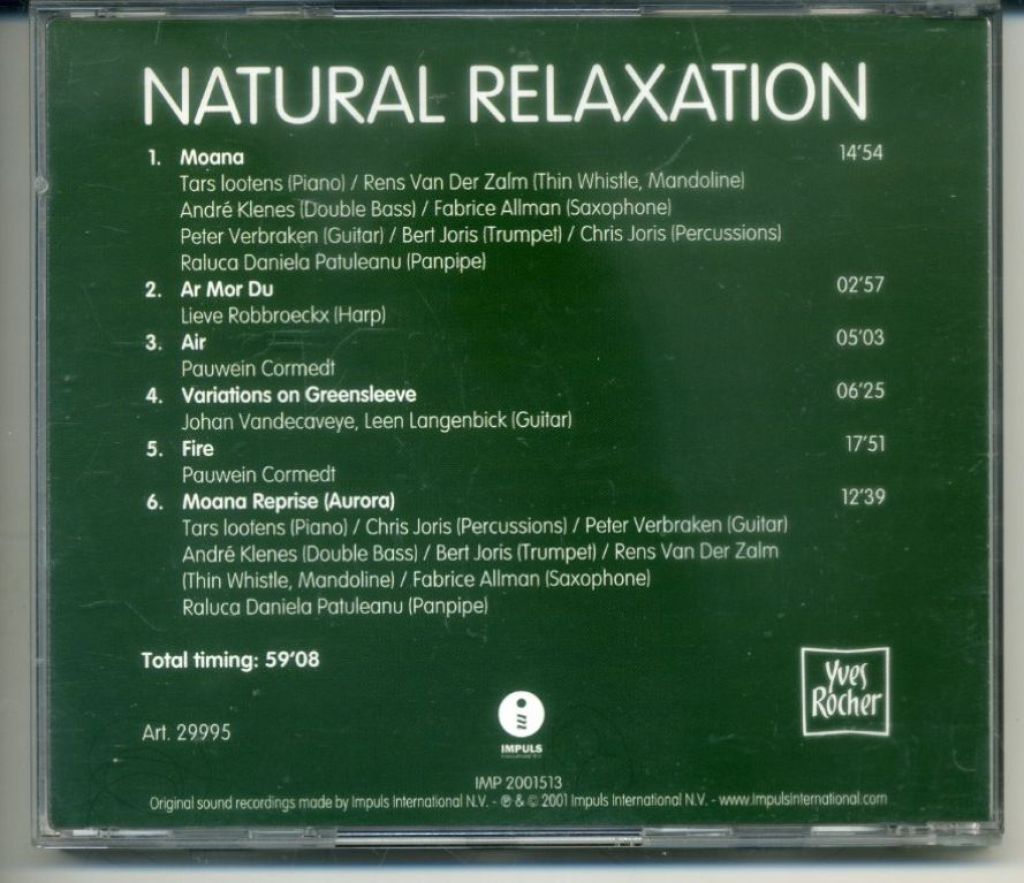 NATURAL RELAXATION
1. Moana 14'54
Tars lootens (Piano) / Rens Van Der Zalm (Thin Whistle, Mandoline)
André Klenes (Double Bass) / Fabrice Allman (Saxophone)
Peter Verbraken (Guitar) / Bert Joris (Trumpet) / Chris Joris (Percussions)
Raluca Daniela Patuleanu (Panpipe)
2. Ar Mor Du 02'57
Lieve Robbroeckx (Harp)
3. Air 05'03
Pauwein Cormedt
4. Variations on Greensleeve 06'25
Johan Vandecaveye, Leen Langenbick (Guitar)
5. Fire 17'51
Pauwein Cormedt
6. Moana Reprise (Aurora) 12'39
Tars lootens (Piano) / Chris Joris (Percussions) / Peter Verbraken (Guitar)
André Klenes (Double Bass) / Bert Joris (Trumpet) / Rens Van Der Zalm
(Thin Whistle, Mandoline) / Fabrice Allman (Saxophone)
Raluca Daniela Patuleanu (Panpipe)
Total timing: 59'08
Yves
Rocher
Art. 29995
IMPULS
IMP 2001513
Original sound recordings made by Impuls International N.V. - ℗ & © 2001 Impuls International N.V. - www.impulsinternational.com